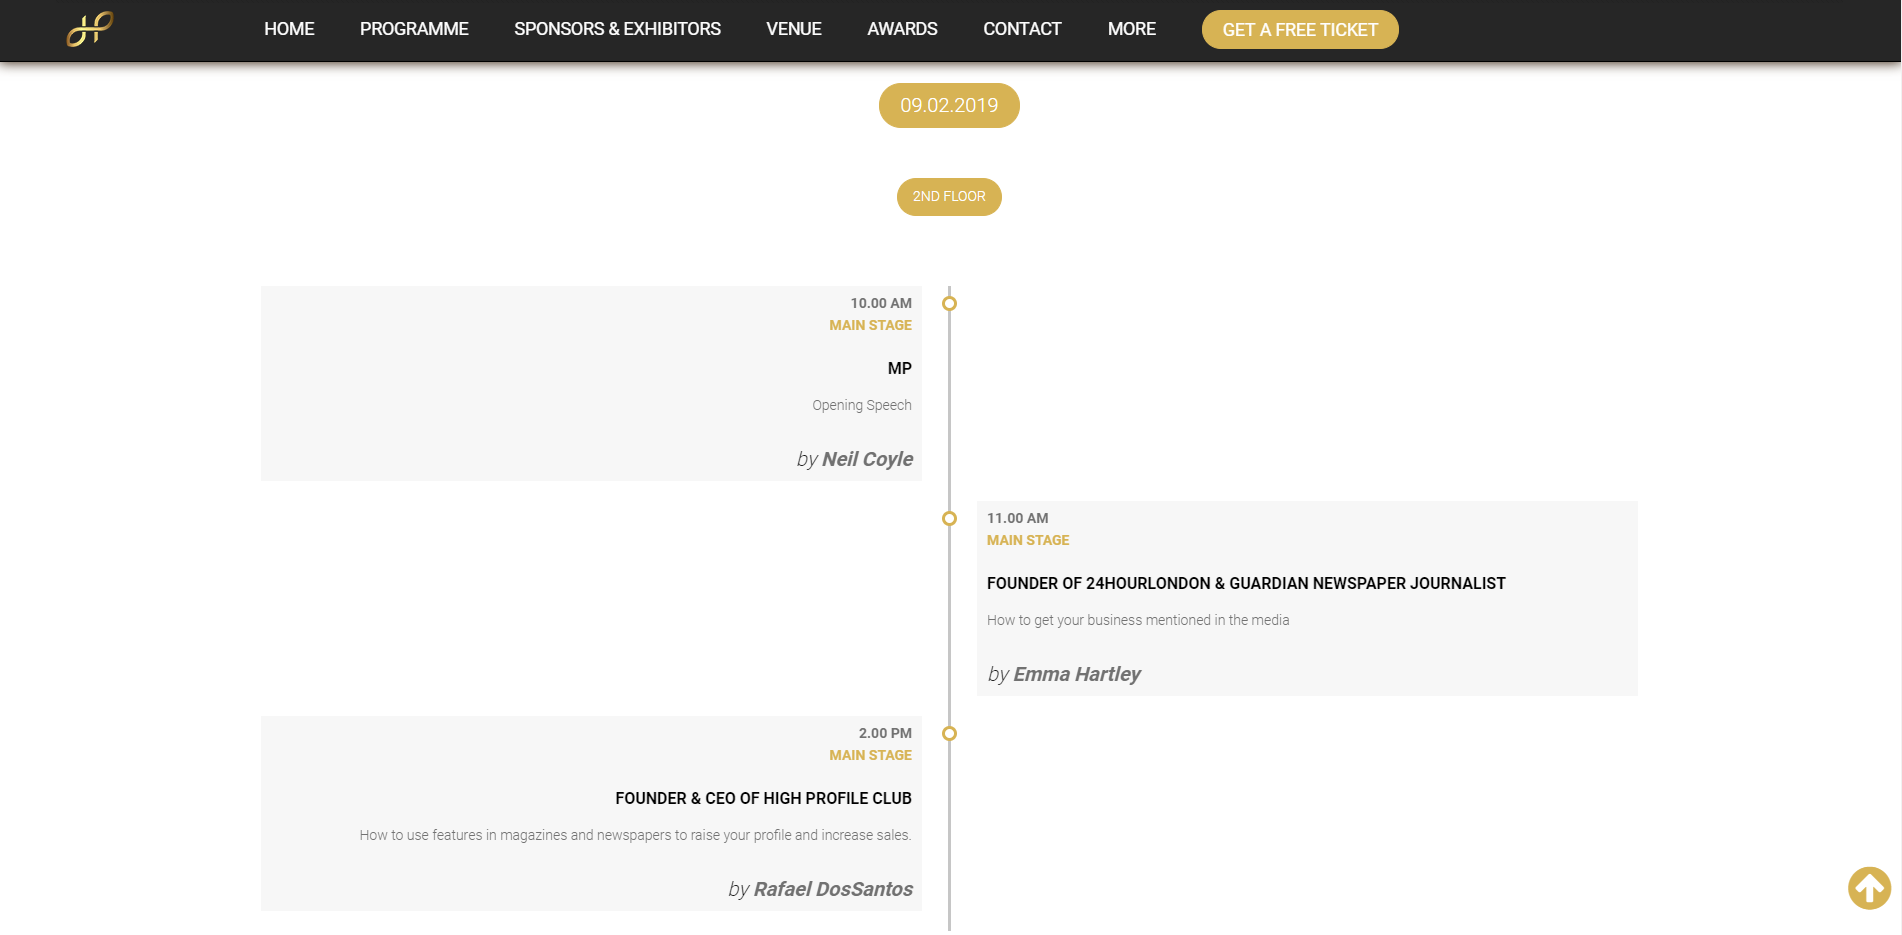 HOME PROGRAMME SPONSORS & EXHIBITORS VENUE AWARDS CONTACT MORE GET A FREE TICKET
09.02.2019
2ND FLOOR
10.00 AM
MAIN STAGE
MP
Opening Speech
by Neil Coyle
11.00 AM
MAIN STAGE
FOUNDER OF 24HOURLONDON & GUARDIAN NEWSPAPER JOURNALIST
How to get your business mentioned in the media
by Emma Hartley
2.00 PM
MAIN STAGE
FOUNDER & CEO OF HIGH PROFILE CLUB
How to use features in magazines and newspapers to raise your profile and increase sales.
by Rafael DosSantos